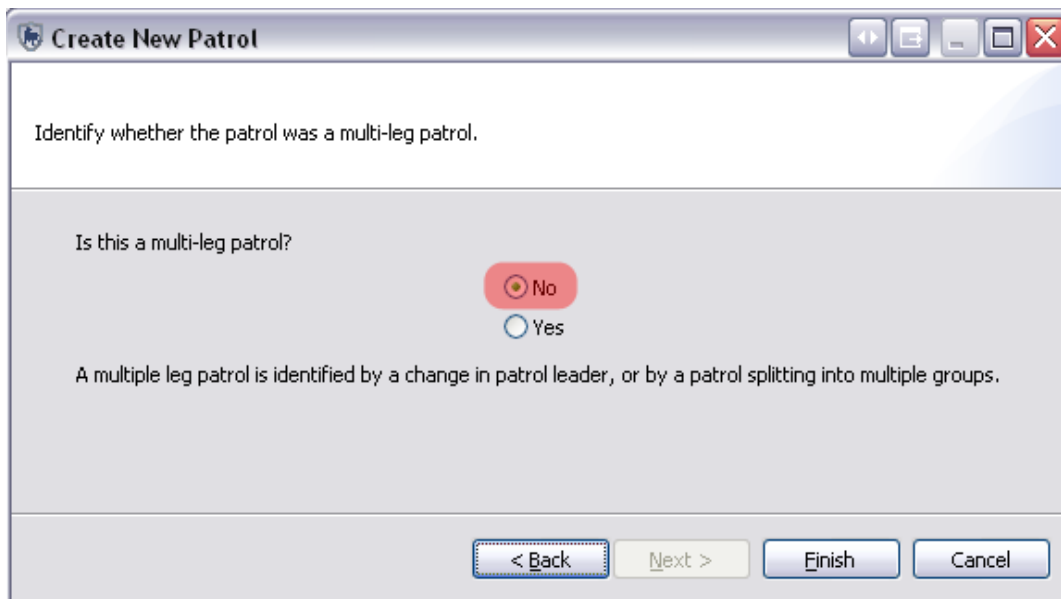 Create New Patrol
Identify whether the patrol was a multi-leg patrol.
Is this a multi-leg patrol?
No
Yes
A multiple leg patrol is identified by a change in patrol leader, or by a patrol splitting into multiple groups.
< Back Next > Finish Cancel